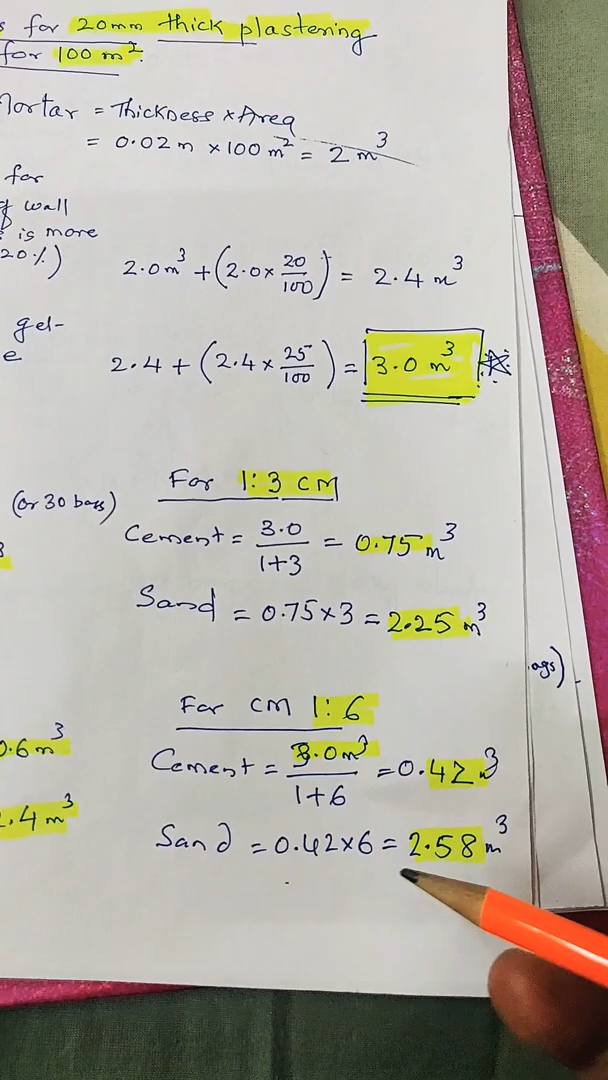 s for 20mm thick plastering
for 100 m².
Mortar = Thickness × Area
= 0.02 m × 100 m² = 2 m³
for
wall
is more
20%)
2.0 m³ + (2.0 × 20/100) = 2.4 m³
gel-
e
2.4 + (2.4 × 25/100) = 3.0 m³
For 1:3 CM
(or 30 bags)
Cement = 3.0/1+3 = 0.75 m³
3
Sand = 0.75 × 3 = 2.25 m³
ags).
For CM 1:6
0.6 m³
Cement = 3.0 m³/1+6 = 0.42 m³
2.4 m³
Sand = 0.42 × 6 = 2.58 m³